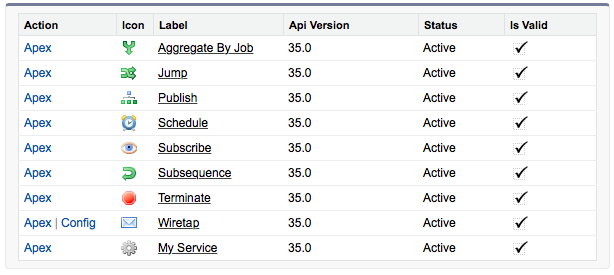 Action Icon Label Api Version Status Is Valid
Apex Aggregate By Job 35.0 Active
Apex Jump 35.0 Active
Apex Publish 35.0 Active
Apex Schedule 35.0 Active
Apex Subscribe 35.0 Active
Apex Subsequence 35.0 Active
Apex Terminate 35.0 Active
Apex | Config Wiretap 35.0 Active
Apex My Service 35.0 Active